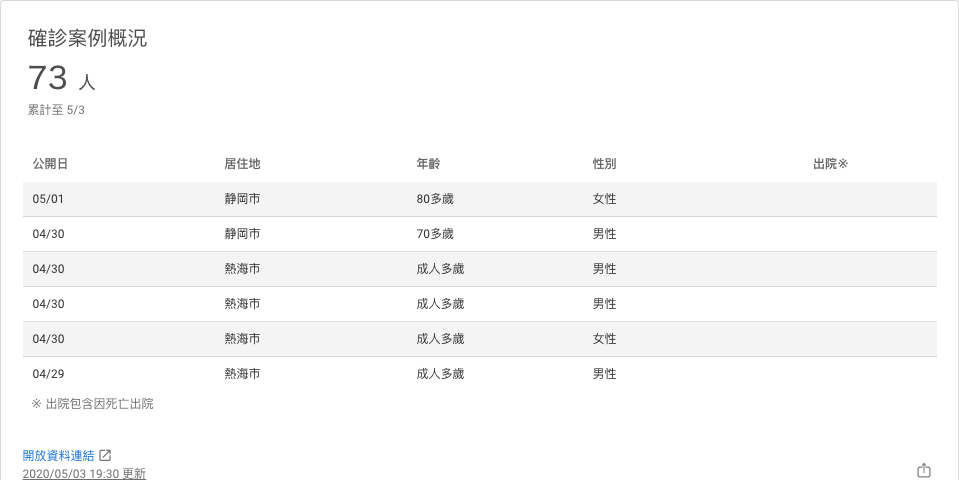 確診案例概況
73 人
累計至 5/3
公開日 居住地 年齡 性別 出院※
05/01 静岡市 80多歲 女性
04/30 静岡市 70多歲 男性
04/30 熱海市 成人多歲 男性
04/30 熱海市 成人多歲 男性
04/30 熱海市 成人多歲 女性
04/29 熱海市 成人多歲 男性
※ 出院包含因死亡出院
開放資料連結
2020/05/03 19:30 更新